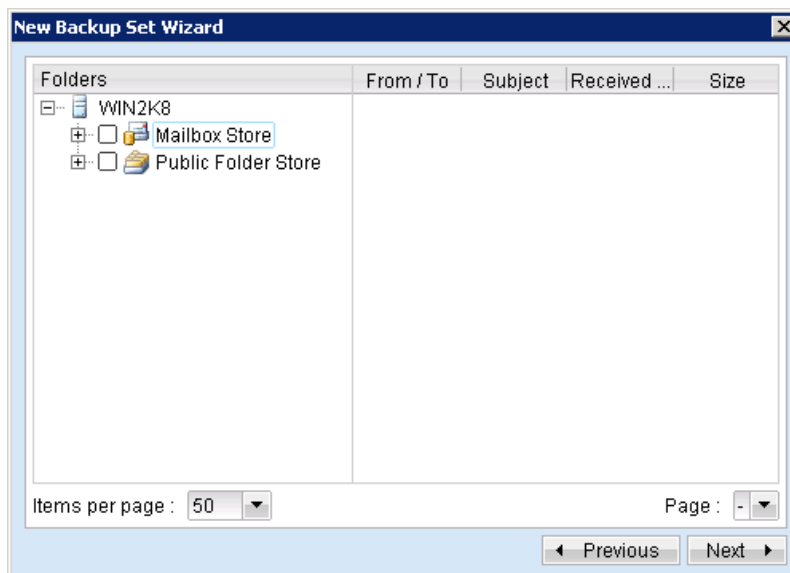 New Backup Set Wizard
Folders From / To Subject Received ... Size
WIN2K8
Mailbox Store
Public Folder Store
Items per page : 50 Page : -
Previous Next